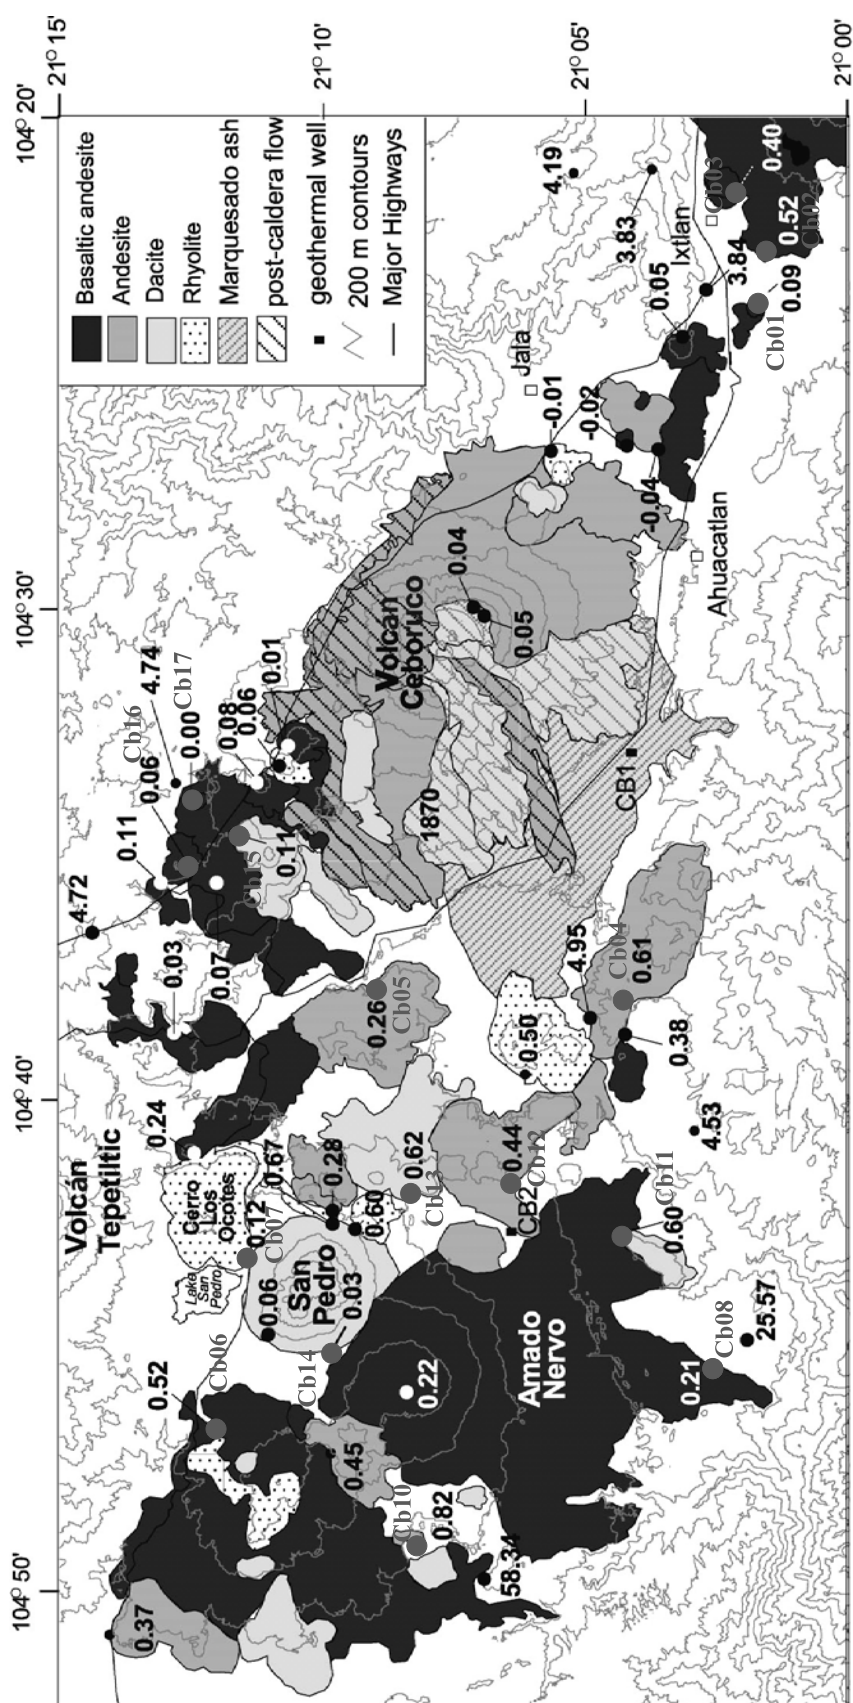 21° 15'
21° 10'
21° 05'
21° 00'
104° 20'
104° 30'
104° 40'
104° 50'
Basaltic andesite
Andesite
Dacite
Rhyolite
Marquesado ash
post-caldera flow
geothermal well
200 m contours
Major Highways
4.19
3.83
Ixtlan
Cb03
0.40
0.52
Cb02
3.84
0.05
0.09
Cb01
Jala
-0.01
-0.02
-0.04
Ahuacatlan
0.04
0.05
Volcan
Ceboruco
1870
CB1
0.01
4.74
Cb17
0.00
0.08
0.06
Cb16
0.06
0.11
Cb15
0.11
4.72
0.07
0.03
0.26
Cb05
4.95
Cb04
0.61
0.38
0.50
4.53
Volcán
Tepetiltic
0.24
Cerro
Los
Ocotes
0.67
0.28
0.62
Cb13
0.44
Cb12
CB2
0.60
Cb11
0.60
0.12
Cb07
Lake
San
Pedro
San
Pedro
0.06
0.03
Cb14
0.52
Cb06
0.22
Amado
Nervo
0.21
Cb08
25.57
0.45
Cb10
0.82
58.34
0.37